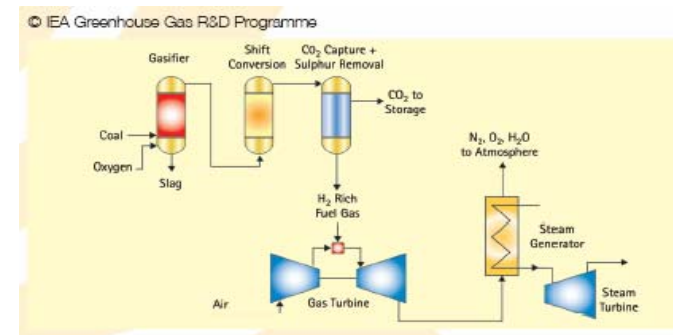 © IEA Greenhouse Gas R&D Programme
Gasifier
Shift
Conversion
CO₂ Capture +
Sulphur Removal
CO₂ to
Storage
Coal
Oxygen
Slag
N₂, O₂, H₂O
to Atmosphere
H₂ Rich
Fuel Gas
Steam
Generator
Air
Gas Turbine
Steam
Turbine